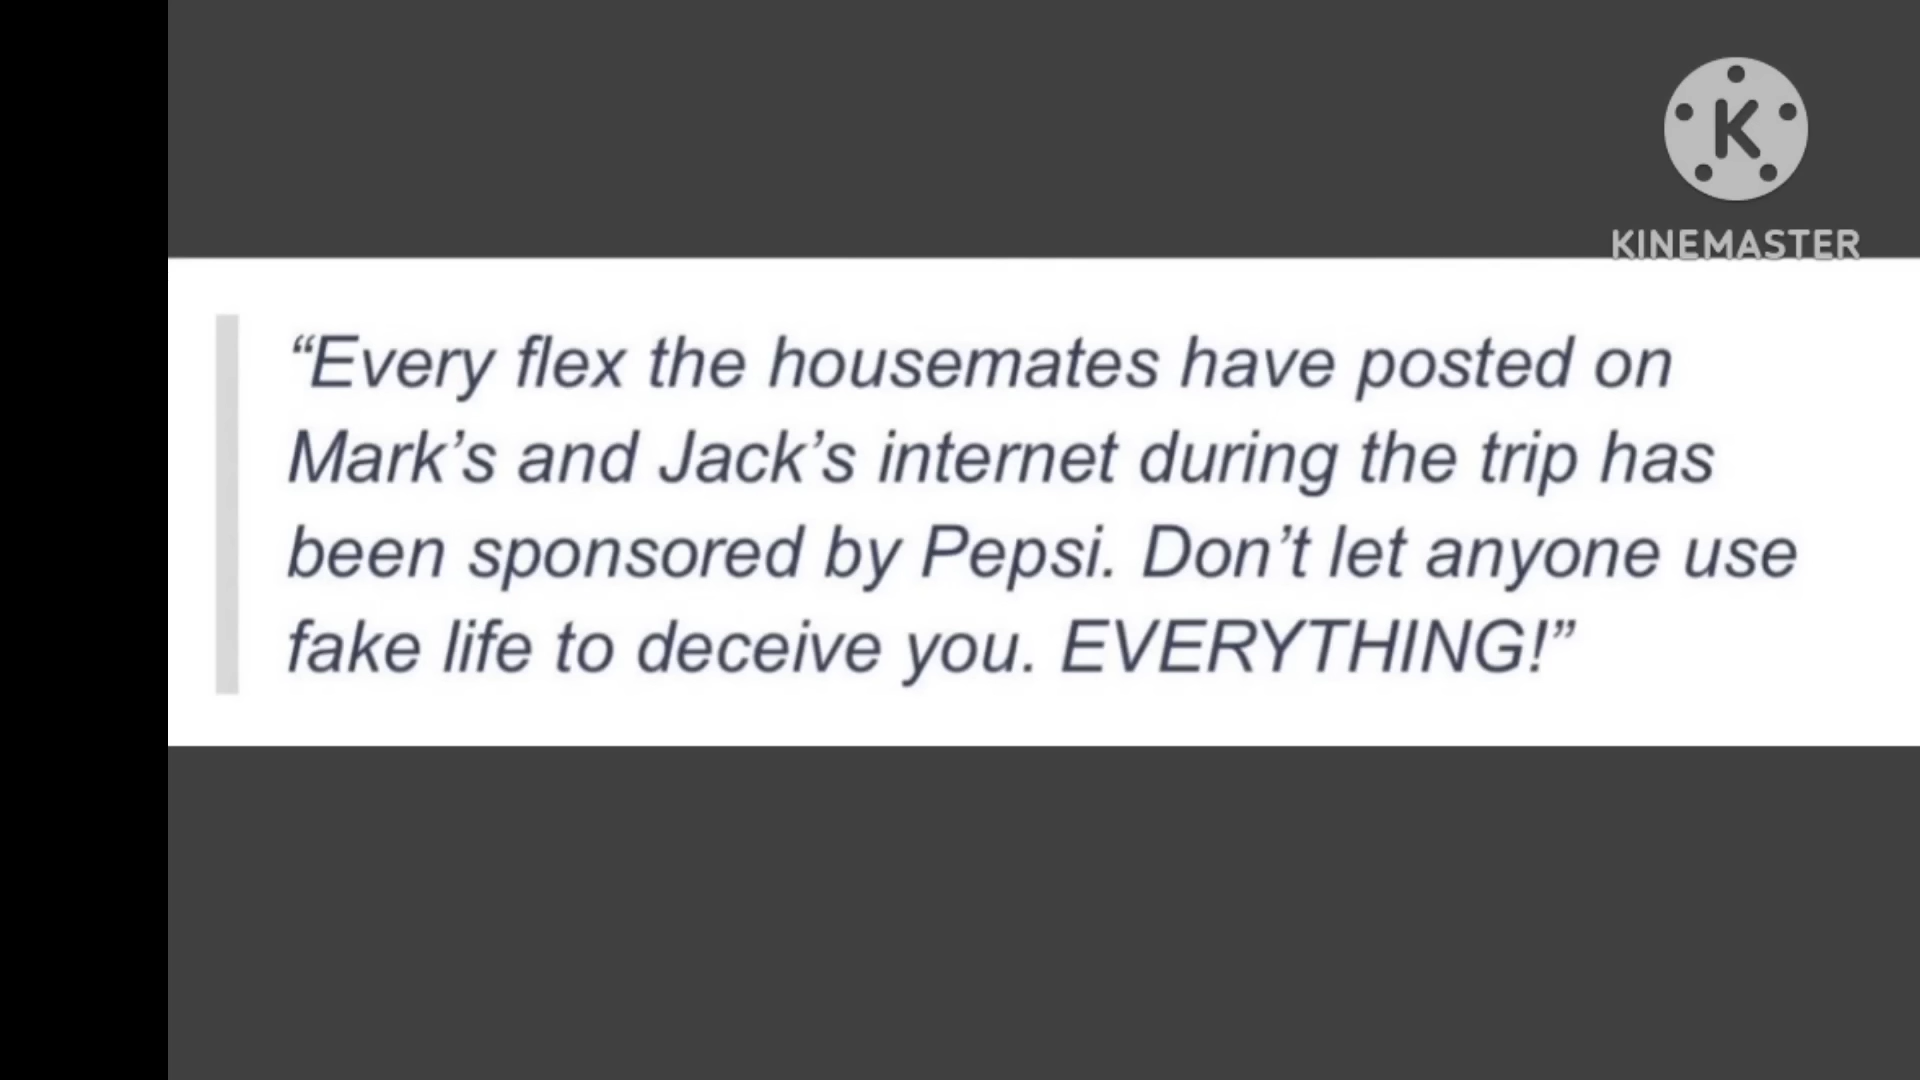 K
KINEMASTER
“Every flex the housemates have posted on
Mark’s and Jack’s internet during the trip has
been sponsored by Pepsi. Don’t let anyone use
fake life to deceive you. EVERYTHING!”